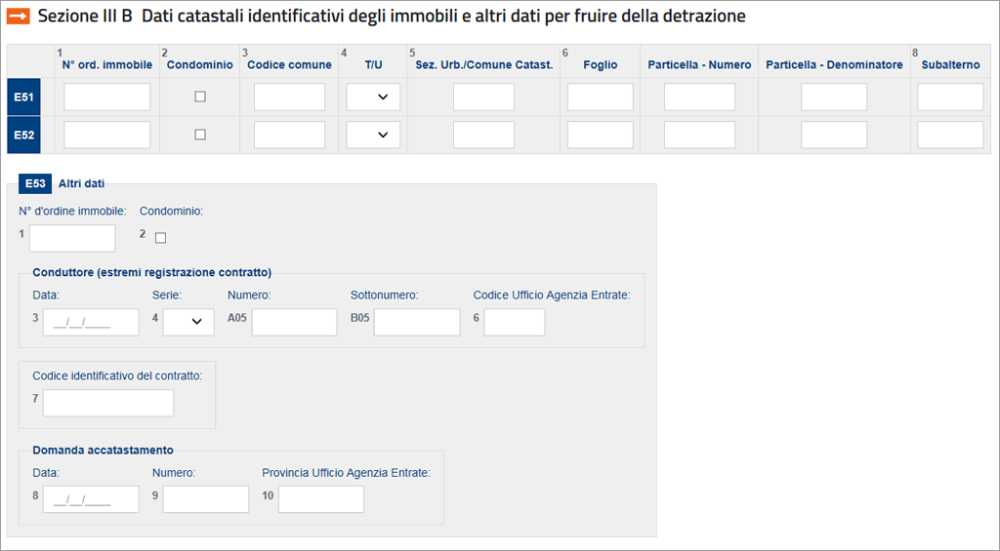 Sezione III B Dati catastali identificativi degli immobili e altri dati per fruire della detrazione
1 N° ord. immobile 2 Condominio 3 Codice comune 4 T/U 5 Sez. Urb./Comune Catast. 6 Foglio Particella - Numero Particella - Denominatore 8 Subalterno
E51
E52
E53 Altri dati
N° d'ordine immobile: Condominio:
1 2
Conduttore (estremi registrazione contratto)
Data: Serie: Numero: Sottonumero: Codice Ufficio Agenzia Entrate:
3 __/__/____ 4 A05 B05 6
Codice identificativo del contratto:
7
Domanda accatastamento
Data: Numero: Provincia Ufficio Agenzia Entrate:
8 __/__/____ 9 10